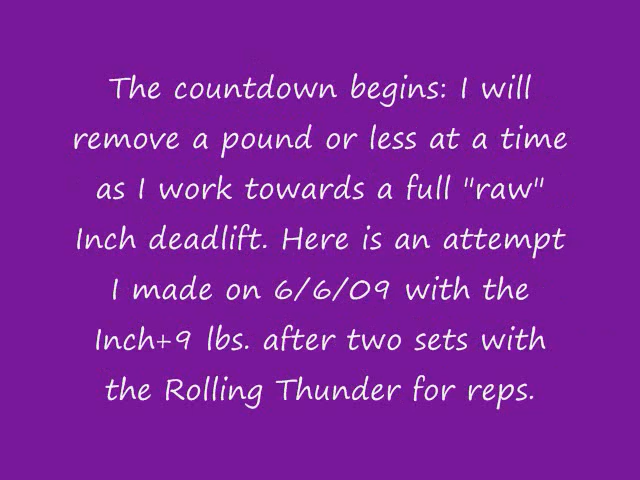 The countdown begins: I will
remove a pound or less at a time
as I work towards a full "raw"
Inch deadlift. Here is an attempt
I made on 6/6/09 with the
Inch+9 lbs. after two sets with
the Rolling Thunder for reps.